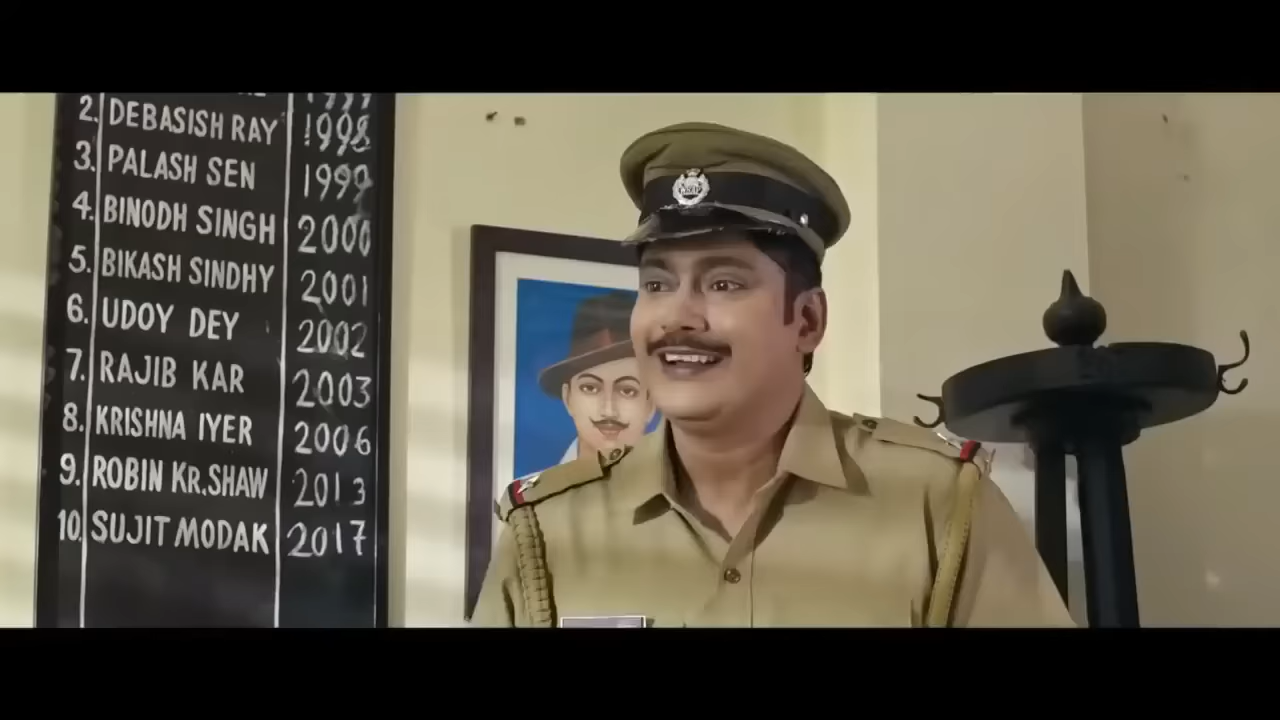 2. DEBASISH RAY 1998
3. PALASH SEN 1999
4. BINODH SINGH 2000
5. BIKASH SINDHY 2001
6. UDOY DEY 2002
7. RAJIB KAR 2003
8. KRISHNA IYER 2006
9. ROBIN KR. SHAW 2013
10. SUJIT MODAK 2017